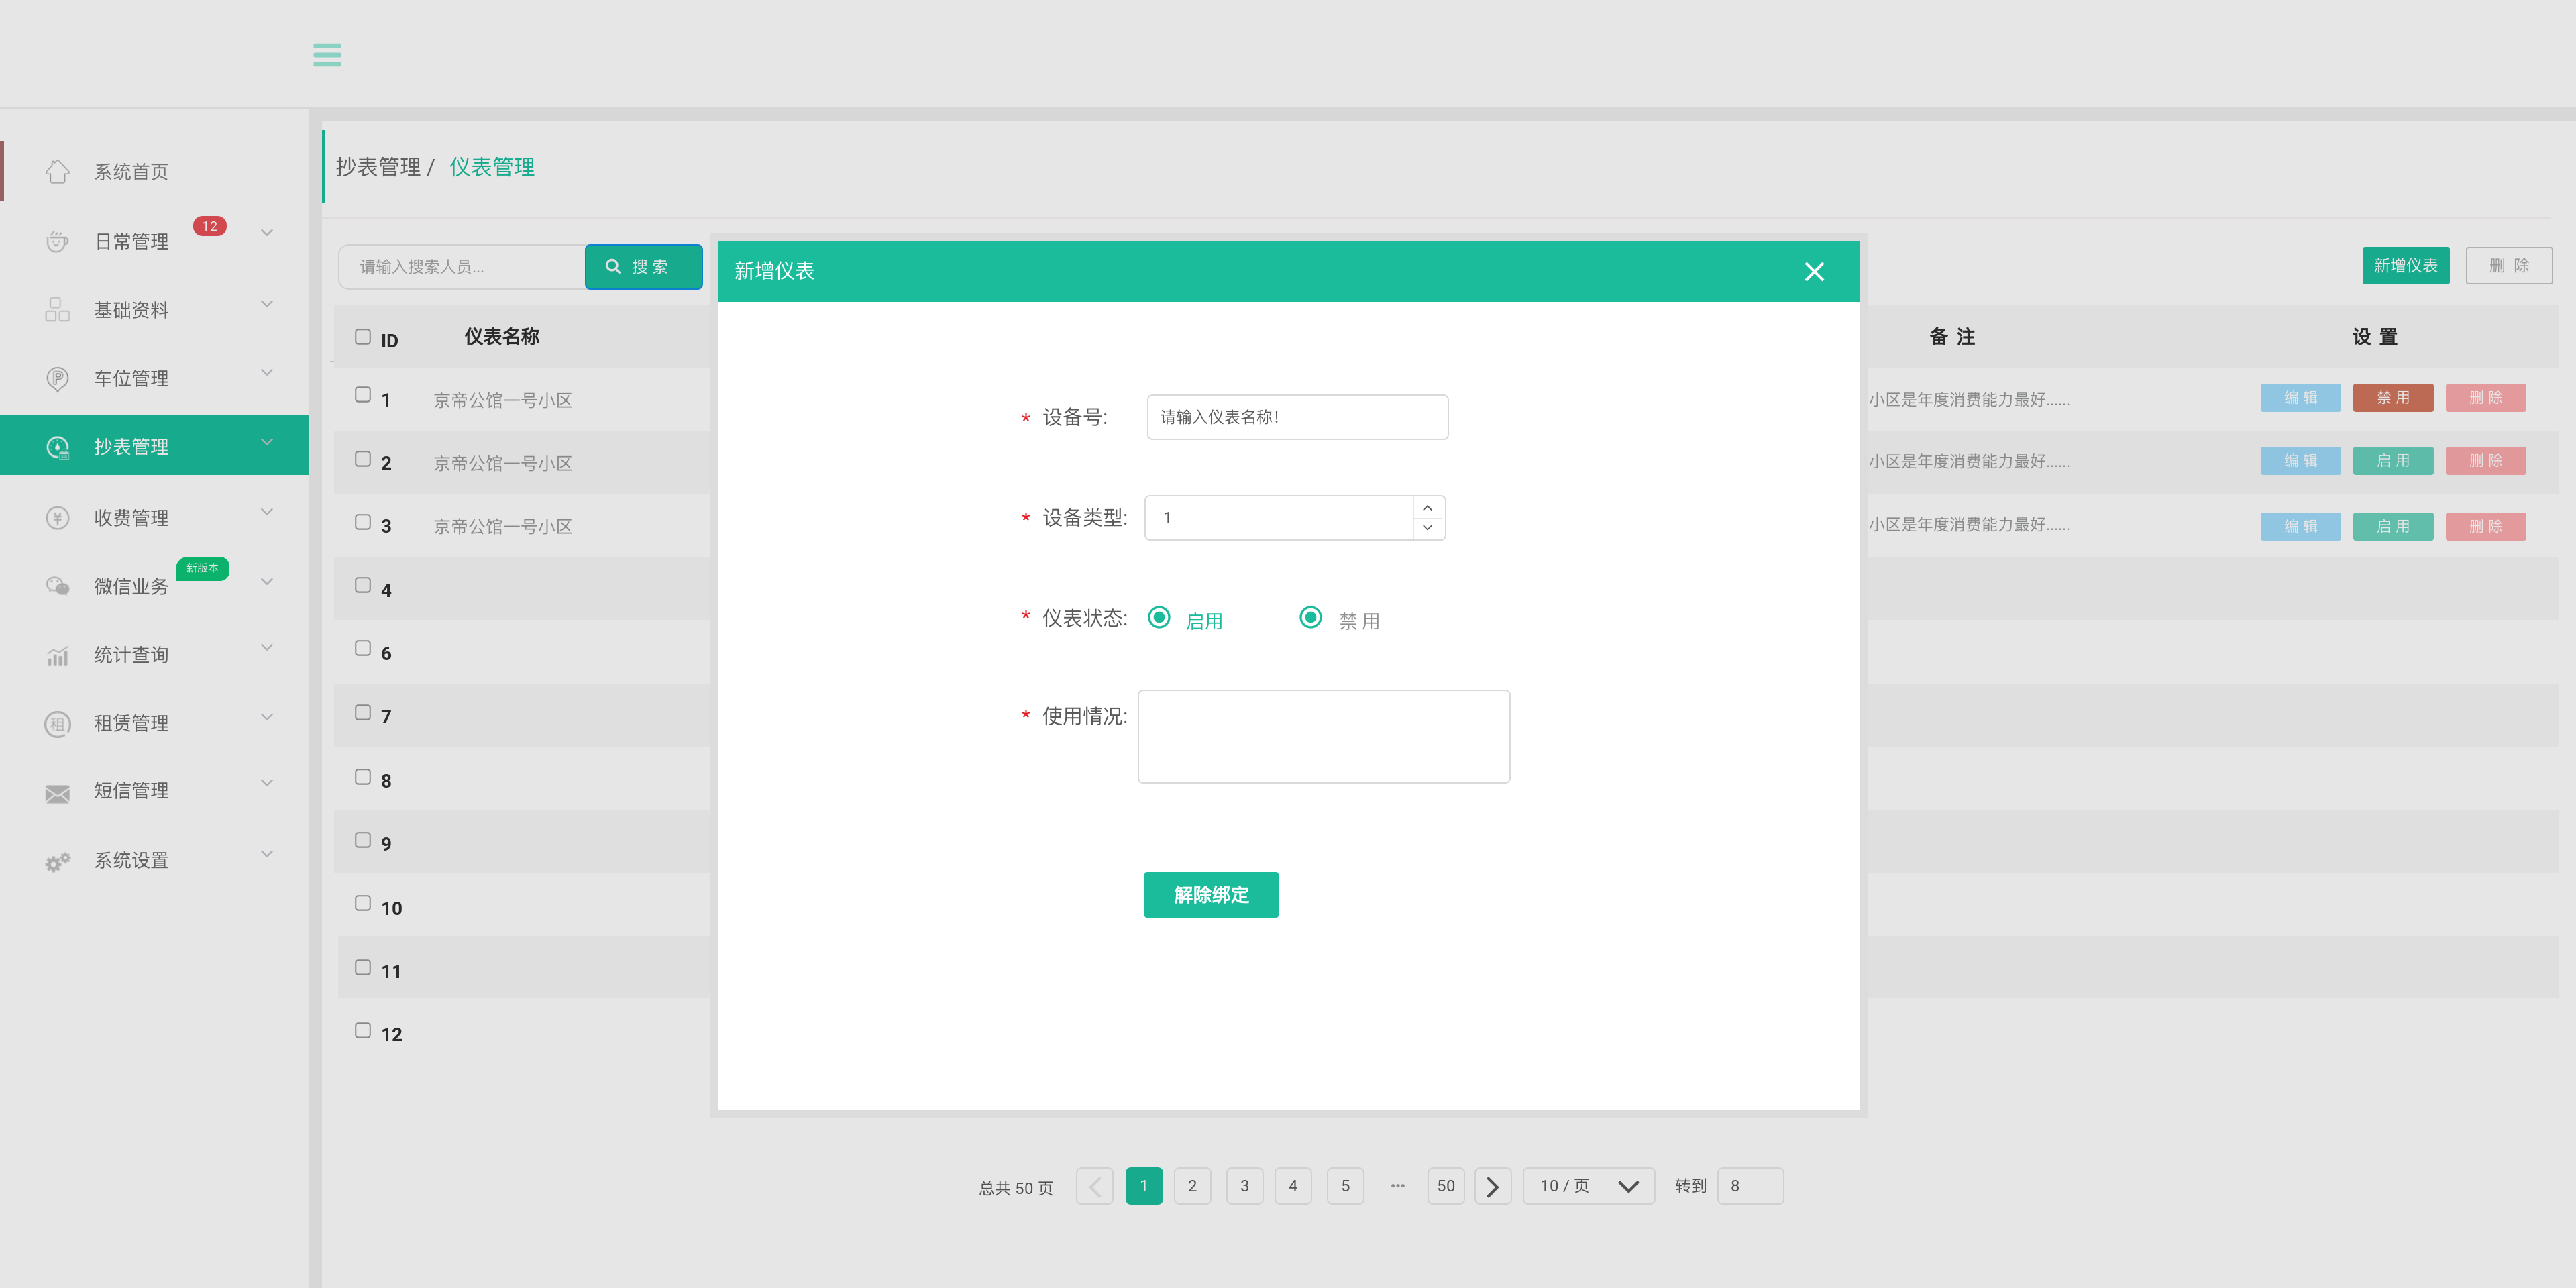 抄表管理 / 仪表管理
系统首页
日常管理
12
基础资料
车位管理
抄表管理
收费管理
微信业务
新版本
统计查询
租赁管理
短信管理
系统设置
请输入搜索人员...
搜 索
新增仪表
删 除
ID 仪表名称 备 注 设 置
1 京帝公馆一号小区 小区是年度消费能力最好...... 编 辑 禁 用 删 除
2 京帝公馆一号小区 小区是年度消费能力最好...... 编 辑 启 用 删 除
3 京帝公馆一号小区 小区是年度消费能力最好...... 编 辑 启 用 删 除
4
6
7
8
9
10
11
12
新增仪表
* 设备号: 请输入仪表名称!
* 设备类型: 1
* 仪表状态: 启用 禁 用
* 使用情况:
解除绑定
总共 50 页 1 2 3 4 5 ... 50 10 / 页 转到 8